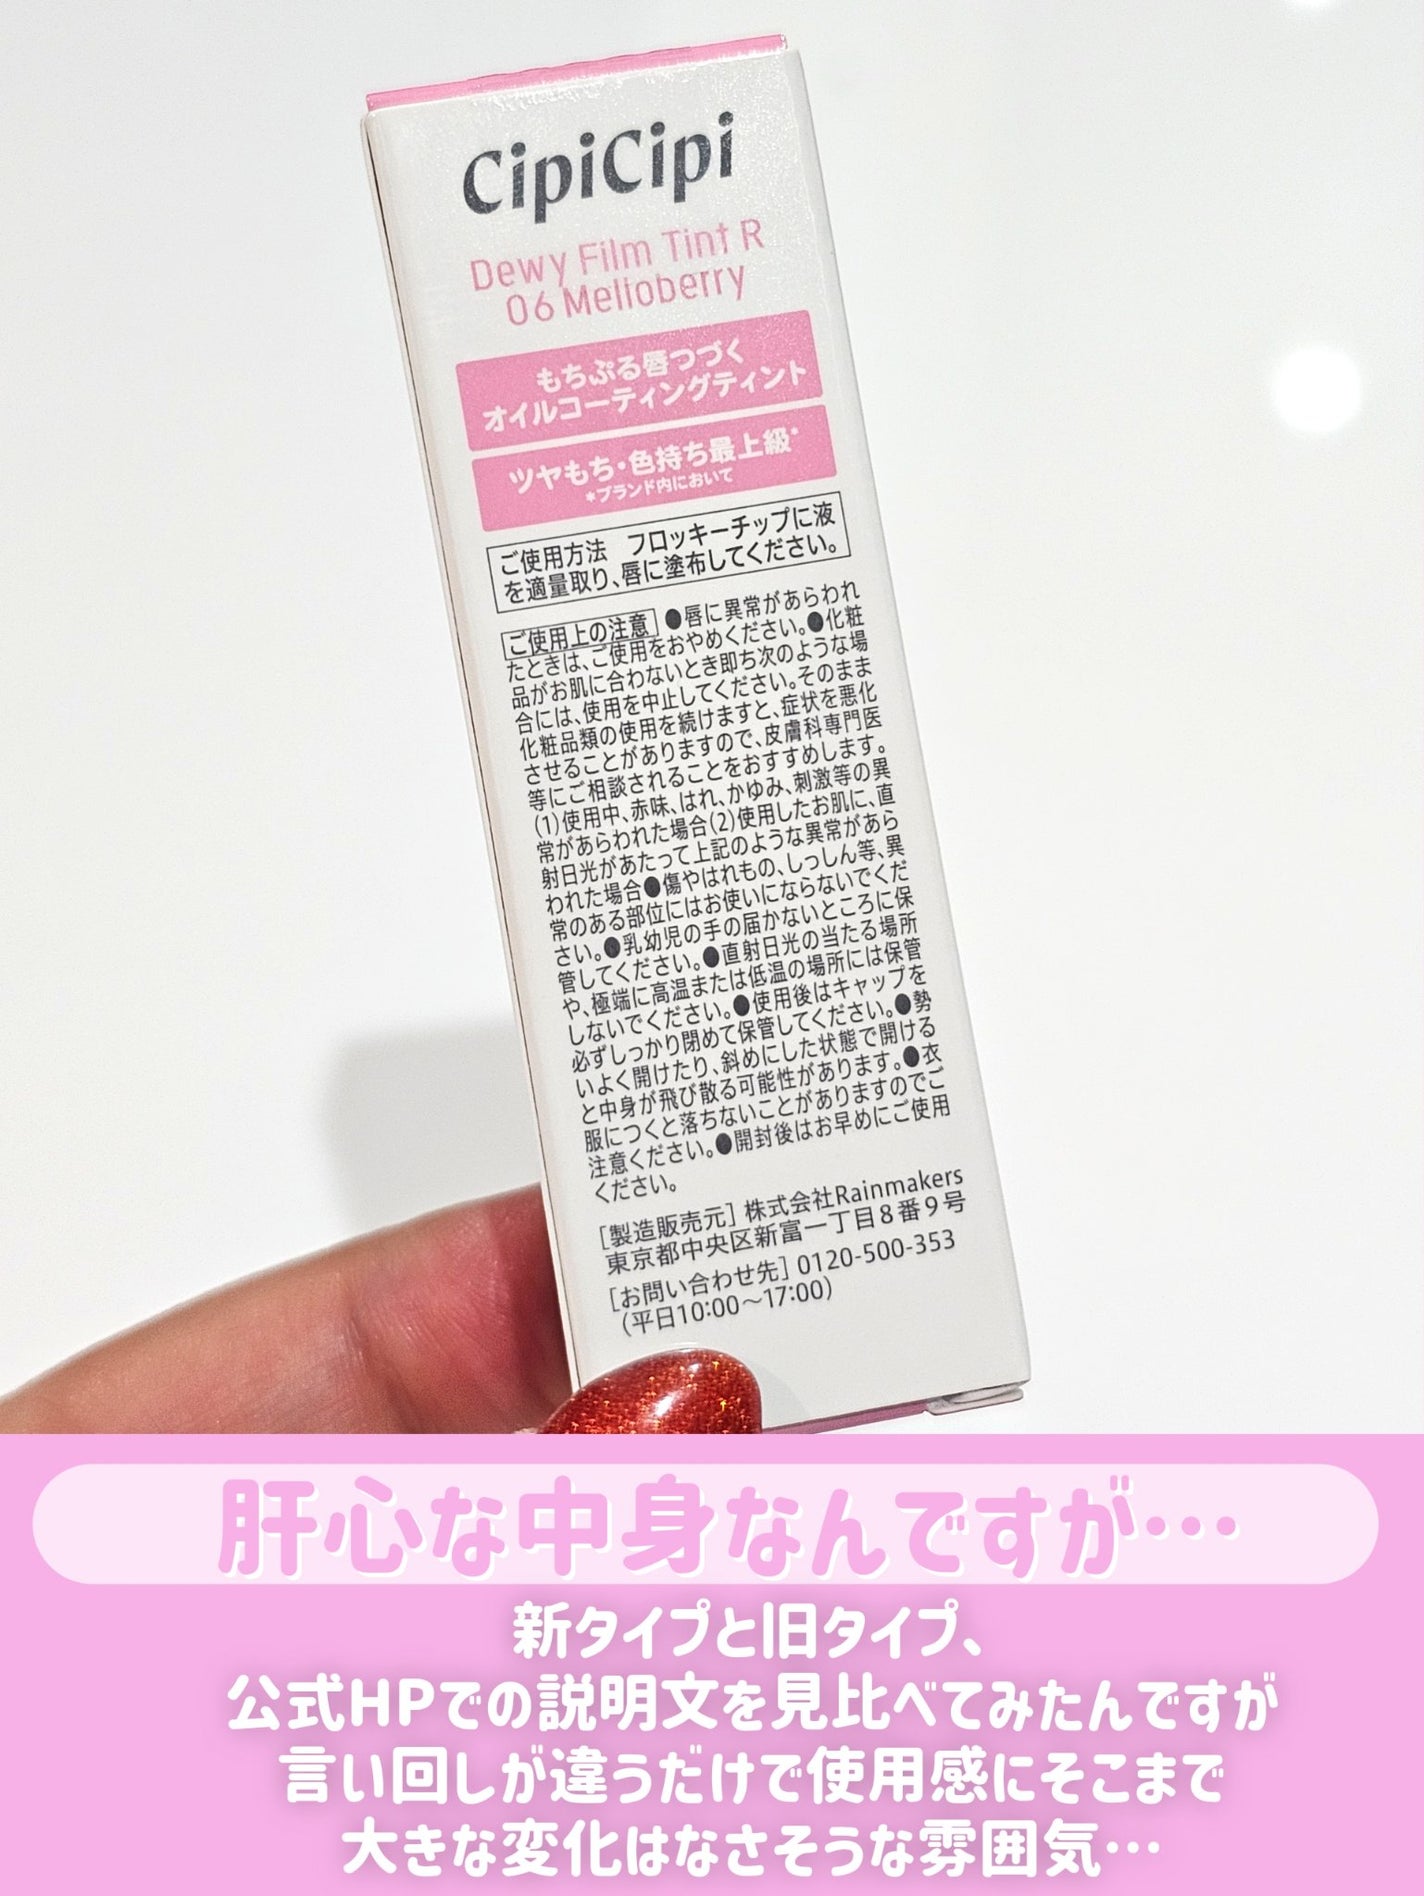 CipiCipi
Dewy Film Tint R
06 Melloberry
もちぷる唇つづく
オイルコーティングティント
ツヤもち・色持ち最上級*
*ブランド内において
ご使用方法　フロッキーチップに液
を適量取り、唇に塗布してください。
ご使用上の注意 ●唇に異常があらわれ
たときは、ご使用をおやめください。●化粧
品がお肌に合わないとき即ち次のような場
合には、使用を中止してください。そのまま
化粧品類の使用を続けますと、症状を悪化
させることがありますので、皮膚科専門医
等にご相談されることをおすすめします。
(1)使用中、赤味、はれ、かゆみ、刺激等の異
常があらわれた場合(2)使用したお肌に、直
射日光があたって上記のような異常があら
われた場合●傷やはれもの、しっしん等、異
常のある部位にはお使いにならないでくだ
さい。●乳幼児の手の届かないところに保
管してください。●直射日光の当たる場所
や、極端に高温または低温の場所には保管
しないでください。●使用後はキャップを
必ずしっかり閉めて保管してください。●勢
いよく開けたり、斜めにした状態で開ける
と中身が飛び散る可能性があります。●衣
服につくと落ちないことがありますのでご
注意ください。●開封後はお早めにご使用
ください。
[製造販売元] 株式会社Rainmakers
東京都中央区新富一丁目8番9号
[お問い合わせ先] 0120-500-353
(平日10:00～17:00)
肝心な中身なんですが…
新タイプと旧タイプ、
公式HPでの説明文を見比べてみたんですが
言い回しが違うだけで使用感にそこまで
大きな変化はなさそうな雰囲気…